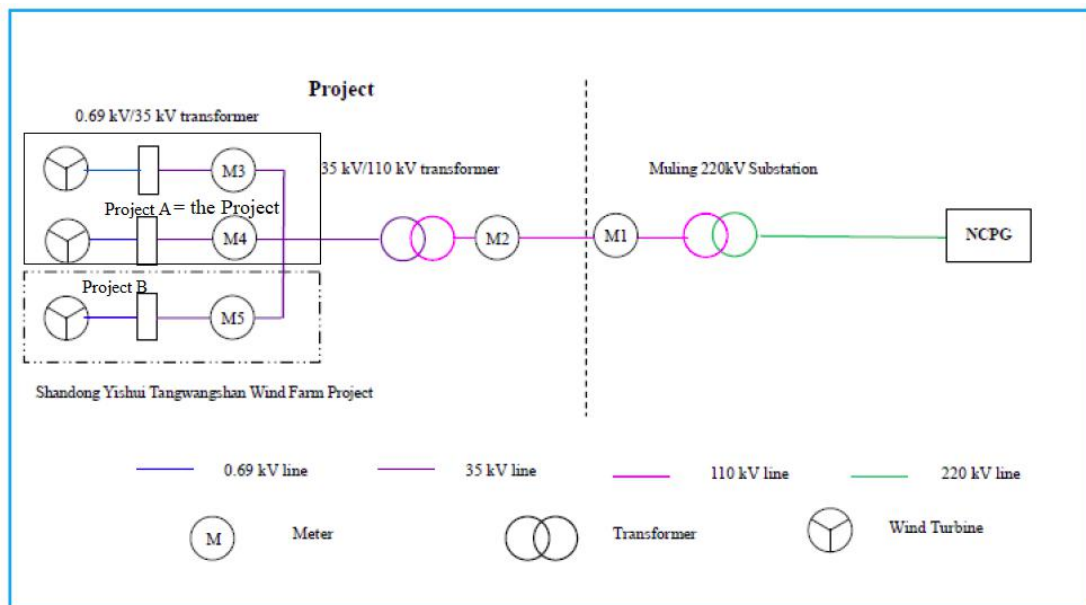 Project
0.69 kV/35 kV transformer
M3
35 kV/110 kV transformer
Muling 220kV Substation
Project A = the Project
M4
M2
M1
NCPG
Project B
M5
Shandong Yishui Tangwangshan Wind Farm Project
0.69 kV line
35 kV line
110 kV line
220 kV line
M
Meter
Transformer
Wind Turbine